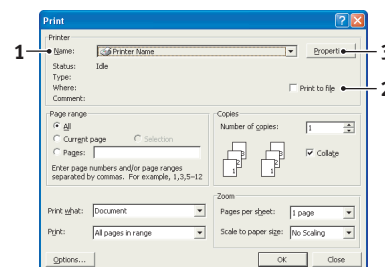 Print
Printer
1 Name: Printer Name Properti 3
Status: Idle
Type:
Where: Print to file 2
Comment:
Page range
All
Current page Selection
Pages:
Enter page numbers and/or page ranges
separated by commas. For example, 1,3,5–12
Copies
Number of copies: 1
1 1
Collate
Print what: Document
Print: All pages in range
Zoom
Pages per sheet: 1 page
Scale to paper size: No Scaling
Options... OK Close